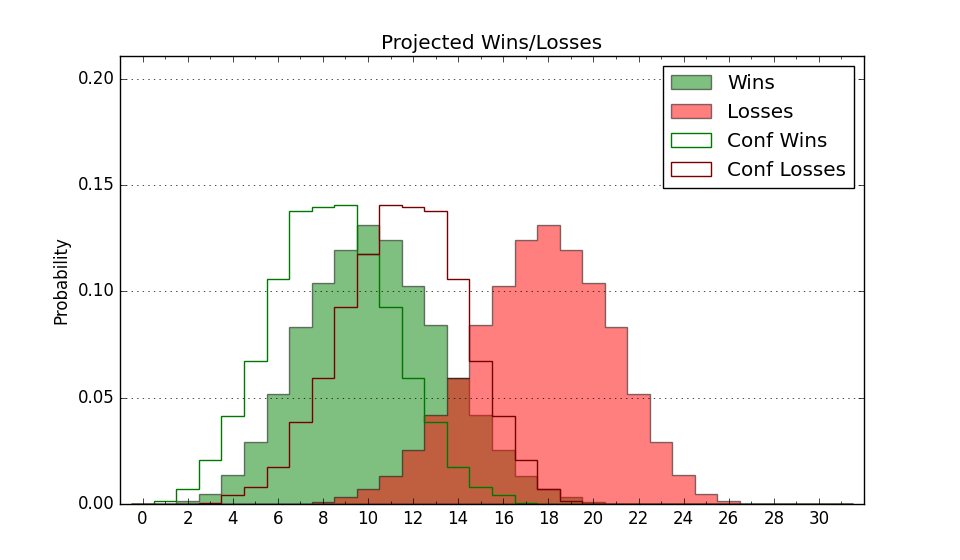 Projected Wins/Losses
Wins
Losses
Conf Wins
Conf Losses
Probability
0.20
0.15
0.10
0.05
0.00
0 2 4 6 8 10 12 14 16 18 20 22 24 26 28 30